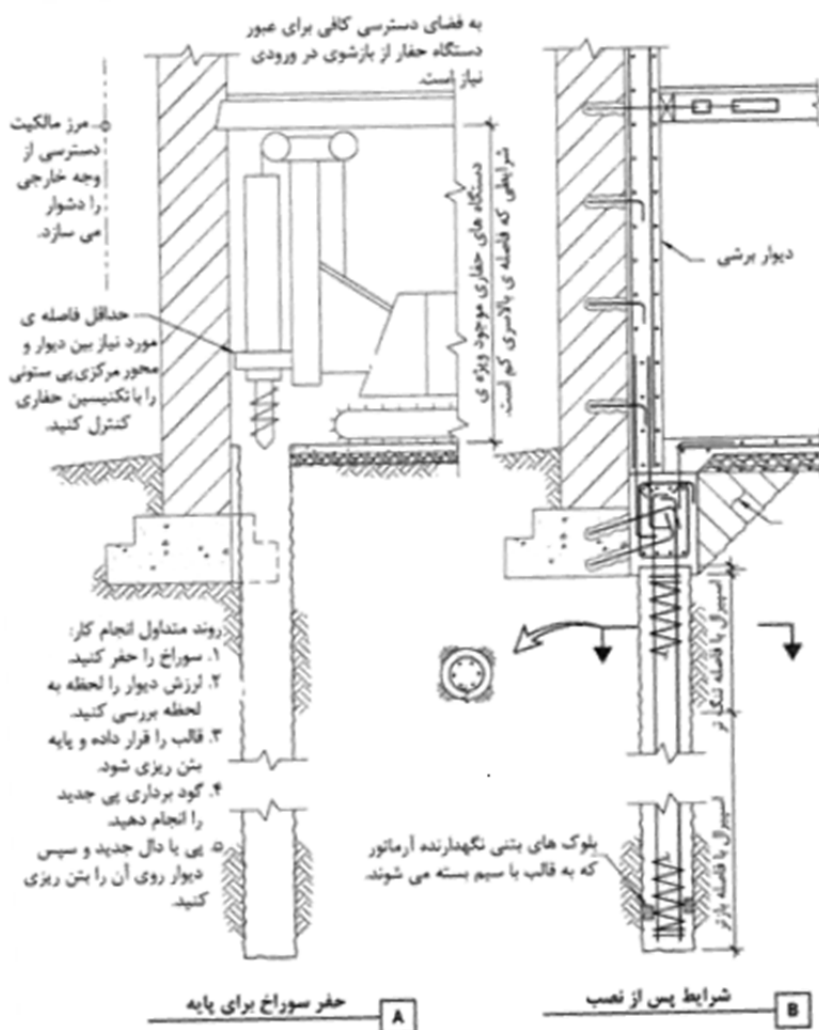 به فضای دسترسی کافی برای عبور
دستگاه حفار از بازشوی در ورودی
نیاز است.
مرز مالکیت
دسترسی از
وجه خارجی
را دشوار
می سازد.
دستگاه های حفاری موجود ویژه ی
شرایطی که فاصله ی بالاسری کم است.
حداقل فاصله ی
مورد نیاز بین دیوار و
محور مرکزی پی ستونی
را با تکنیسین حفاری
کنترل کنید.
روند متداول انجام کار:
۱. سوراخ را حفر کنید.
۲. لرزش دیوار را لحظه به
لحظه بررسی کنید.
۳. قالب را قرار داده و پایه
بتن ریزی شود.
۴. گود برداری پی جدید
را انجام دهید.
۵ پی یا دال جدید و سپس
دیوار روی آن را بتن ریزی
کنید.
حفر سوراخ برای پایه
A
دیوار برشی
اسپیرال با فاصله تنگ تر
اسپیرال با فاصله بازتر
بلوک های بتنی نگهدارنده آرماتور
که به قالب با سیم بسته می شوند.
شرایط پس از نصب
B